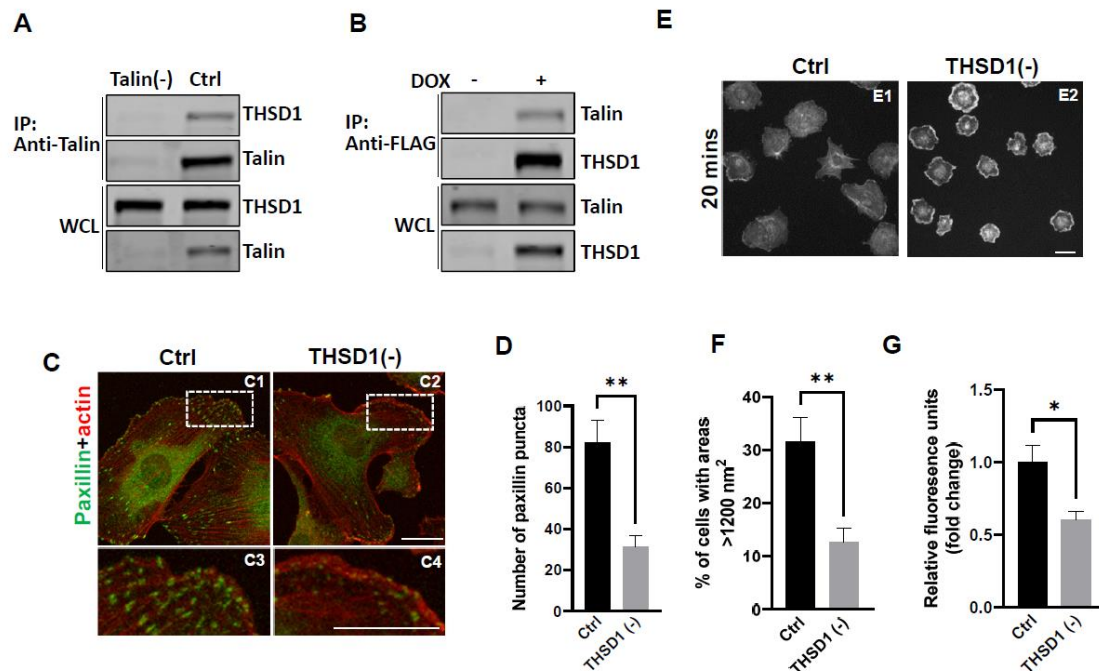 A
Talin(-) Ctrl
IP:
Anti-Talin
THSD1
Talin
WCL
THSD1
Talin
B
DOX - +
IP:
Anti-FLAG
Talin
THSD1
WCL
Talin
THSD1
E
Ctrl THSD1(-)
20 mins
E1
E2
C
Ctrl THSD1(-)
Paxillin+actin
C1
C2
C3
C4
D
**
Number of paxillin puncta
100
80
60
40
20
0
Ctrl
THSD1 (-)
F
**
% of cells with areas
>1200 nm²
40
30
20
10
0
Ctrl
THSD1 (-)
G
*
Relative fluoresence units
(fold change)
1.5
1.0
0.5
0.0
Ctrl
THSD1 (-)